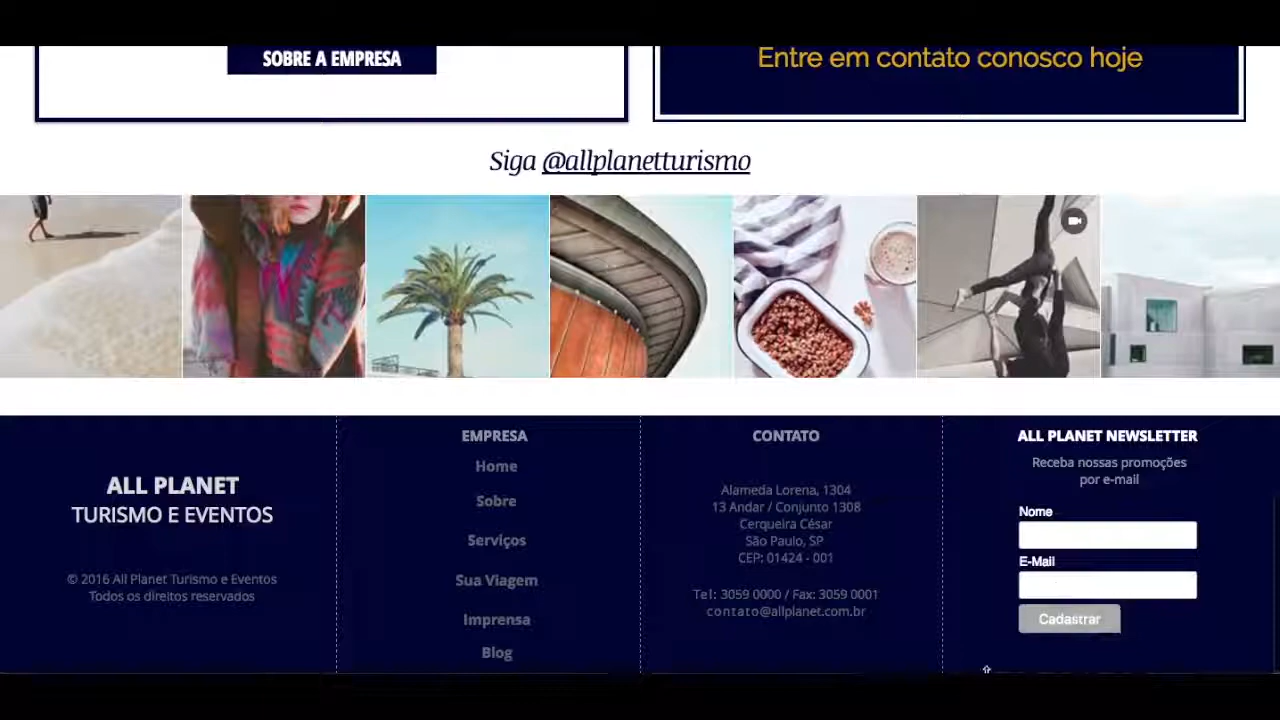 SOBRE A EMPRESA
Entre em contato conosco hoje
Siga @allplanetturismo
ALL PLANET
TURISMO E EVENTOS
© 2016 All Planet Turismo e Eventos
Todos os direitos reservados
EMPRESA
Home
Sobre
Serviços
Sua Viagem
Imprensa
Blog
CONTATO
Alameda Lorena, 1304
13 Andar / Conjunto 1308
Cerqueira César
São Paulo, SP
CEP: 01424 - 001
Tel: 3059 0000 / Fax: 3059 0001
contato@allplanet.com.br
ALL PLANET NEWSLETTER
Receba nossas promoções
por e-mail
Nome
E-Mail
Cadastrar